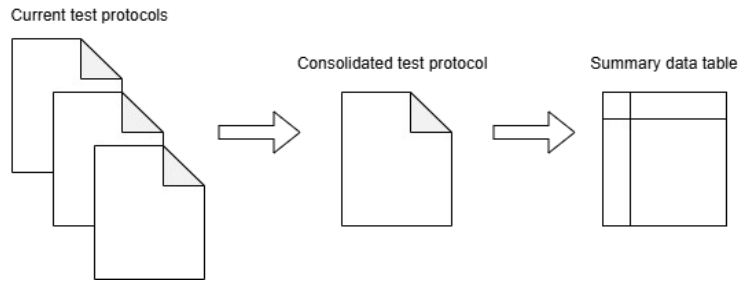 Current test protocols
Consolidated test protocol
Summary data table